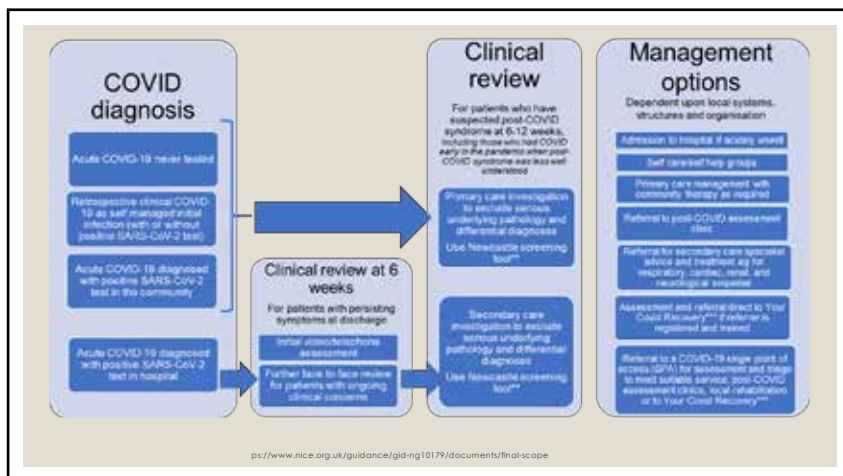 COVID
diagnosis
Acute COVID-19 never tested
Retrospective clinical COVID-
19 as self managed initial
infection (with or without
positive SARS-CoV-2 test)
Acute COVID-19 diagnosed
with positive SARS-CoV-2
test in the community
Acute COVID-19 diagnosed
with positive SARS-CoV-2
test in hospital
Clinical review at 6
weeks
For patients with persisting
symptoms at discharge
Initial video/telephone
assessment
Further face to face review
for patients with ongoing
clinical concerns
Clinical
review
For patients who have
suspected post-COVID
syndrome at 6-12 weeks,
including those who had COVID
early in the pandemic when post-
COVID syndrome was less well
understood
Primary care investigation
to exclude serious
underlying pathology and
differential diagnosis
Use Newcastle screening
tool**
Secondary care
investigation to exclude
serious underlying
pathology and differential
diagnosis
Use Newcastle screening
tool**
Management
options
Dependent upon local systems,
structures and organisation
Admission to hospital if acutely unwell
Self care/self help groups
Primary care management with
community therapy as required
Referral to post-COVID assessment
clinic
Referral for secondary care specialist
advice and treatment eg for
respiratory, cardiac, renal, and
neurological sequelae
Assessment and referral direct to Your
Covid Recovery*** if referrer is
registered and trained
Referral to a COVID-19 single point of
access (SPA) for assessment and triage
to most suitable service, post-COVID
assessment clinics, local rehabilitation
or to Your Covid Recovery***
ps://www.nice.org.uk/guidance/gid-ng10179/documents/final-scope